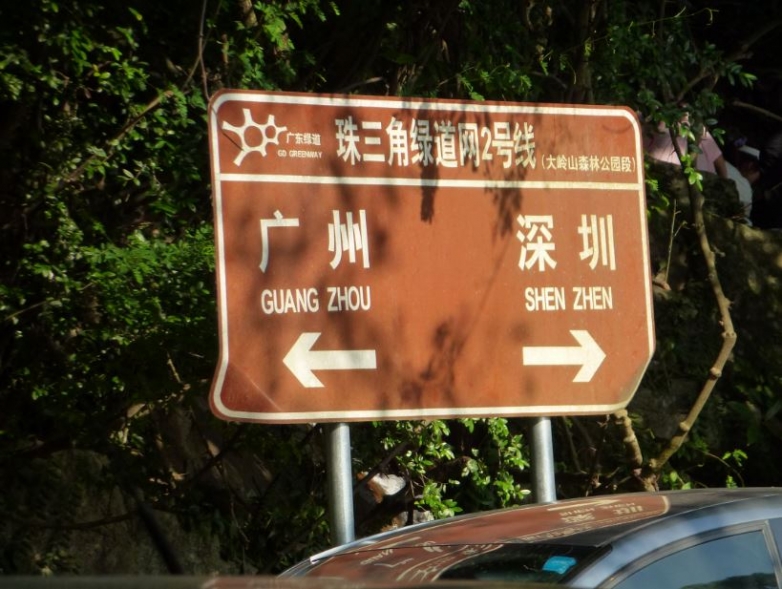 广东绿道
GD GREENWAY
珠三角绿道网2号线(大岭山森林公园段)
广州
深圳
GUANG ZHOU
SHEN ZHEN